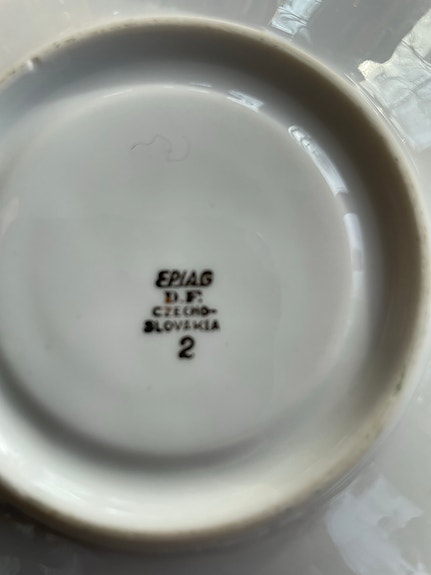 EPIAG
D.F.
CZECHO-
SLOVAKIA
2